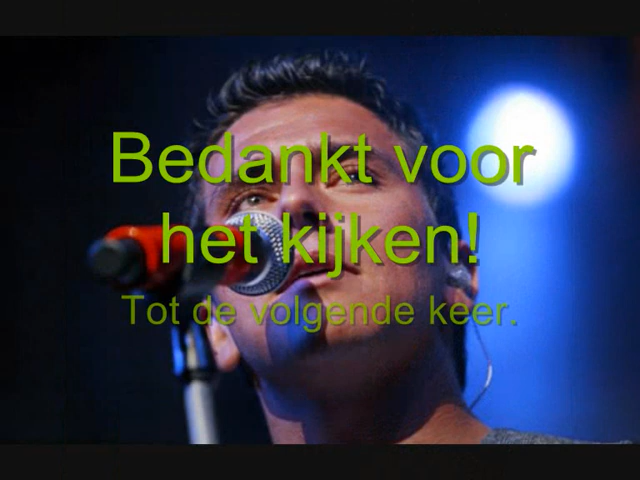 Bedankt voor
het kijken!
Tot de volgende keer.